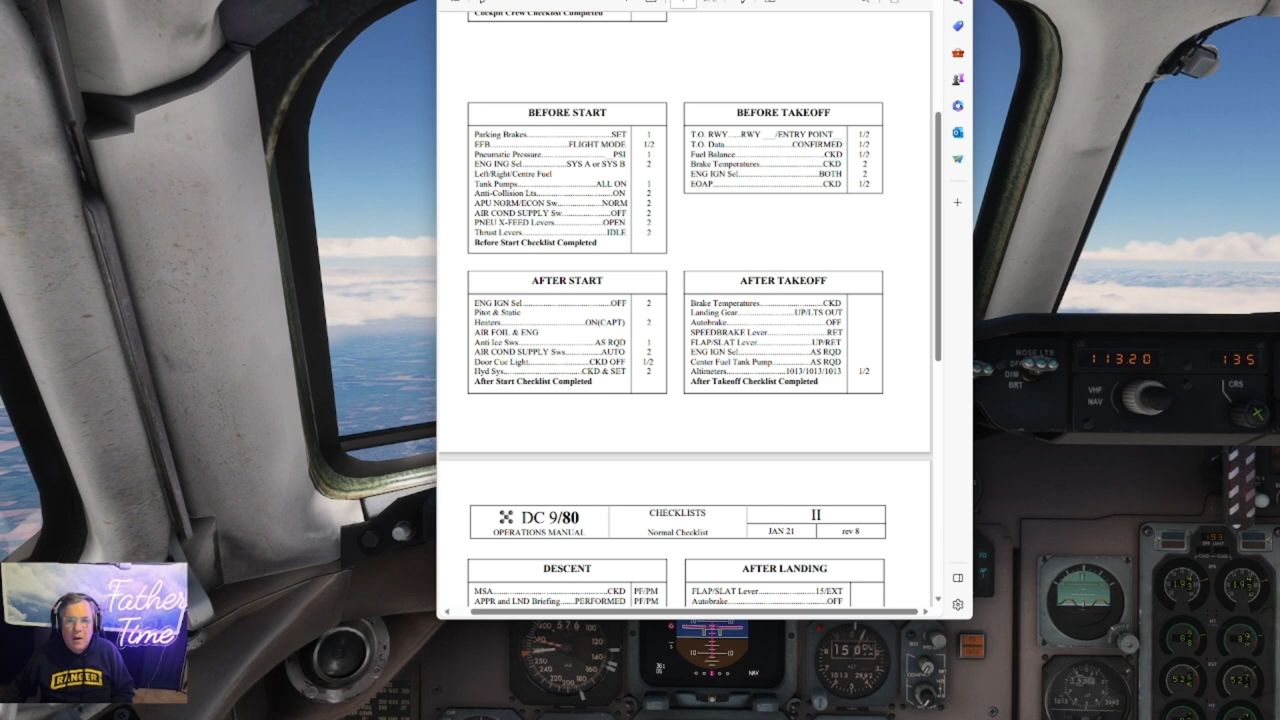 Cockpit Crew Checklist Completed
BEFORE START
Parking Brakes.....SET 1
EFB.....FLIGHT MODE 1/2
Pneumatic Pressure.....PSI 1
ENG ING Sel.....SYS A or SYS B 2
Left/Right/Centre Fuel
Tank Pumps.....ALL ON 1
Anti-Collision Lts.....ON 2
APU NORM/ECON Sw.....NORM 2
AIR COND SUPPLY Sw.....OFF 2
PNEU X-FEED Levers.....OPEN 2
Thrust Levers.....IDLE 2
Before Start Checklist Completed
BEFORE TAKEOFF
T.O. RWY.....RWY ___/ENTRY POINT__ 1/2
T.O. Data.....CONFIRMED 1/2
Fuel Balance.....CKD 1/2
Brake Temperatures.....CKD 2
ENG IGN Sel.....BOTH 2
EOAP.....CKD 1/2
AFTER START
ENG IGN Sel.....OFF 2
Pitot & Static
Heaters.....ON(CAPT) 2
AIR FOIL & ENG
Anti Ice Sws.....AS RQD 1
AIR COND SUPPLY Sws.....AUTO 2
Door Cue Light.....CKD OFF 1/2
Hyd Sys.....CKD & SET 2
After Start Checklist Completed
AFTER TAKEOFF
Brake Temperatures.....CKD
Landing Gear.....UP/LTS OUT
Autobrake.....OFF
SPEEDBRAKE Lever.....RET
FLAP/SLAT Lever.....UP/RET
ENG IGN Sel.....AS RQD
Center Fuel Tank Pump.....AS RQD
Altimeters.....1013/1013/1013 1/2
After Takeoff Checklist Completed
DC 9/80
OPERATIONS MANUAL
CHECKLISTS
Normal Checklist
II
JAN 21 rev 8
DESCENT
MSA.....CKD PF/PM
APPR and LND Briefing.....PERFORMED PF/PM
AFTER LANDING
FLAP/SLAT Lever.....15/EXT
Autobrake.....OFF
NOSE LTS
OFF
DIM
BRT
11320
135
VHF
NAV
CRS
Father
Time
RANGER
NAV